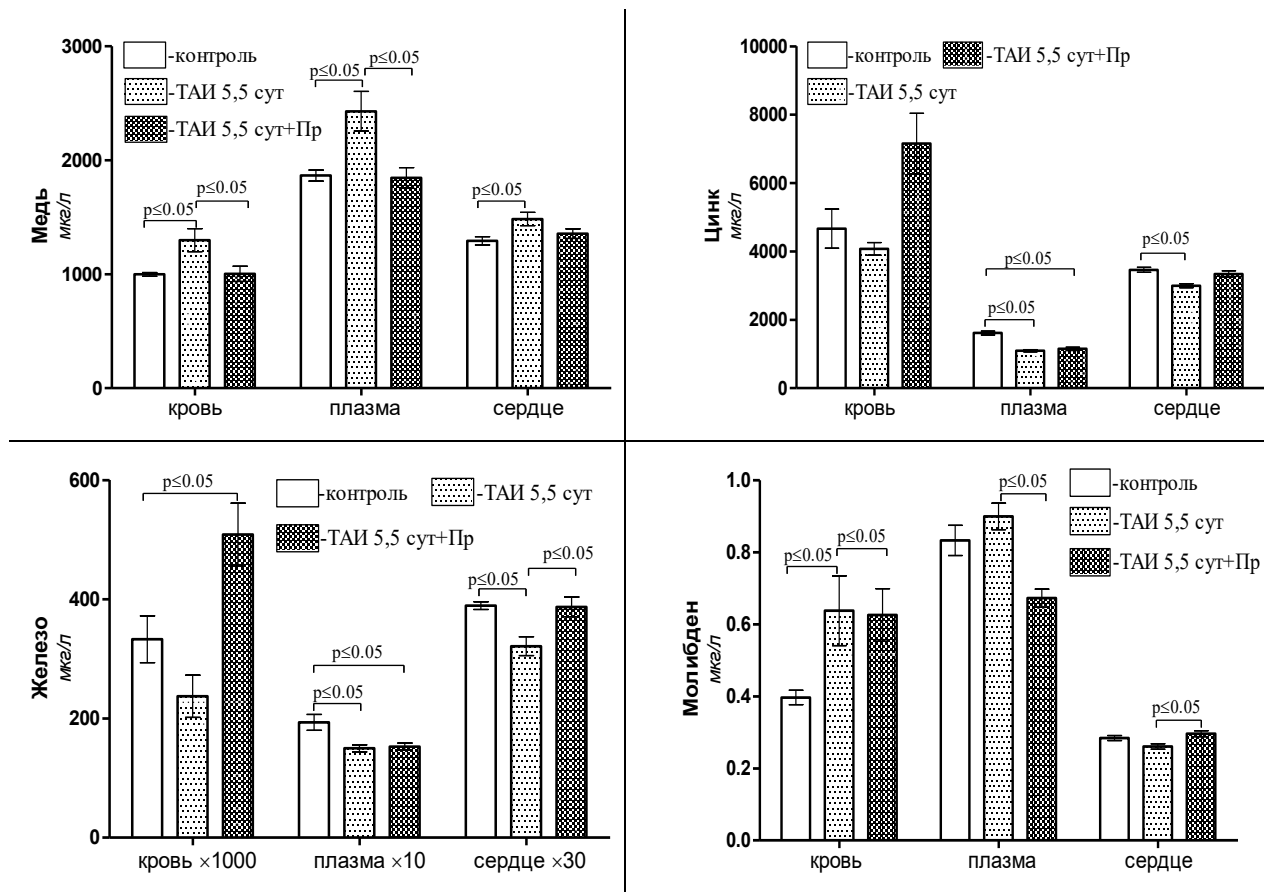 3000
2000
1000
0
Медь
мкг/л
-контроль
-ТАИ 5,5 сут
-ТАИ 5,5 сут+Пр
p≤0.05
p≤0.05
p≤0.05
p≤0.05
p≤0.05
кровь плазма сердце
10000
8000
6000
4000
2000
0
Цинк
мкг/л
-контроль
-ТАИ 5,5 сут+Пр
-ТАИ 5,5 сут
p≤0.05
p≤0.05
p≤0.05
кровь плазма сердце
600
400
200
0
Железо
мкг/л
-контроль
-ТАИ 5,5 сут
-ТАИ 5,5 сут+Пр
p≤0.05
p≤0.05
p≤0.05
p≤0.05
p≤0.05
кровь ×1000 плазма ×10 сердце ×30
1.0
0.8
0.6
0.4
0.2
0.0
Молибден
мкг/л
-контроль
-ТАИ 5,5 сут
-ТАИ 5,5 сут+Пр
p≤0.05
p≤0.05
p≤0.05
p≤0.05
кровь плазма сердце